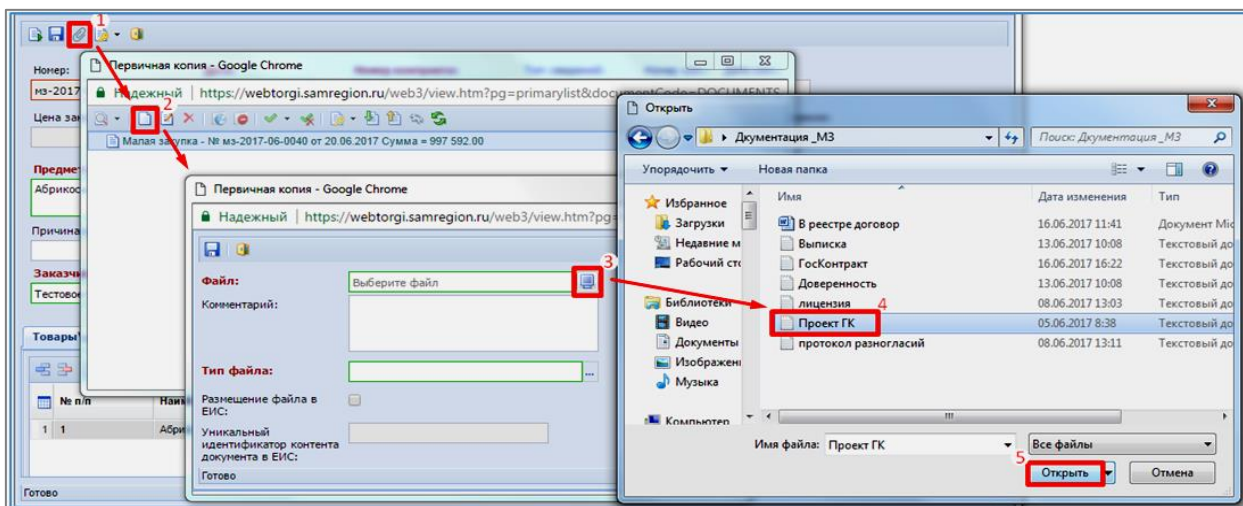 1
Номер:
мз-2017
Цена за
Предме
Абрикос
Причина
Заказчи
Тестовое
Товары\
№ п/п
Наим
1 1
Абри
Готово
Первичная копия - Google Chrome
Надежный | https://webtorgi.samregion.ru/web3/view.htm?pg=primarylist&documentCode=DOCUMENTS
2
Малая закупка - № мз-2017-06-0040 от 20.06.2017 Сумма = 997 592.00
Первичная копия - Google Chrome
Надежный | https://webtorgi.samregion.ru/web3/view.htm?pg=
3
Файл:
Выберите файл
Комментарий:
Тип файла:
...
Размещение файла в
ЕИС:
Уникальный
идентификатор контента
документа в ЕИС:
Готово
Открыть
Дкументация_МЗ
Поиск: Дкументация_МЗ
Упорядочить
Новая папка
Имя
Дата изменения
Тип
Избранное
Загрузки
Недавние м
Рабочий сто
Библиотеки
Видео
Документы
Изображен
Музыка
Компьютер
В реестре договор 16.06.2017 11:41 Документ Mic
Выписка 13.06.2017 10:08 Текстовый до
ГосКонтракт 16.06.2017 16:22 Текстовый до
Доверенность 13.06.2017 10:08 Текстовый до
лицензия 08.06.2017 13:03 Текстовый до
4
Проект ГК 05.06.2017 8:38 Текстовый до
протокол разногласий 08.06.2017 13:11 Текстовый до
Имя файла: Проект ГК
Все файлы
5
Открыть
Отмена